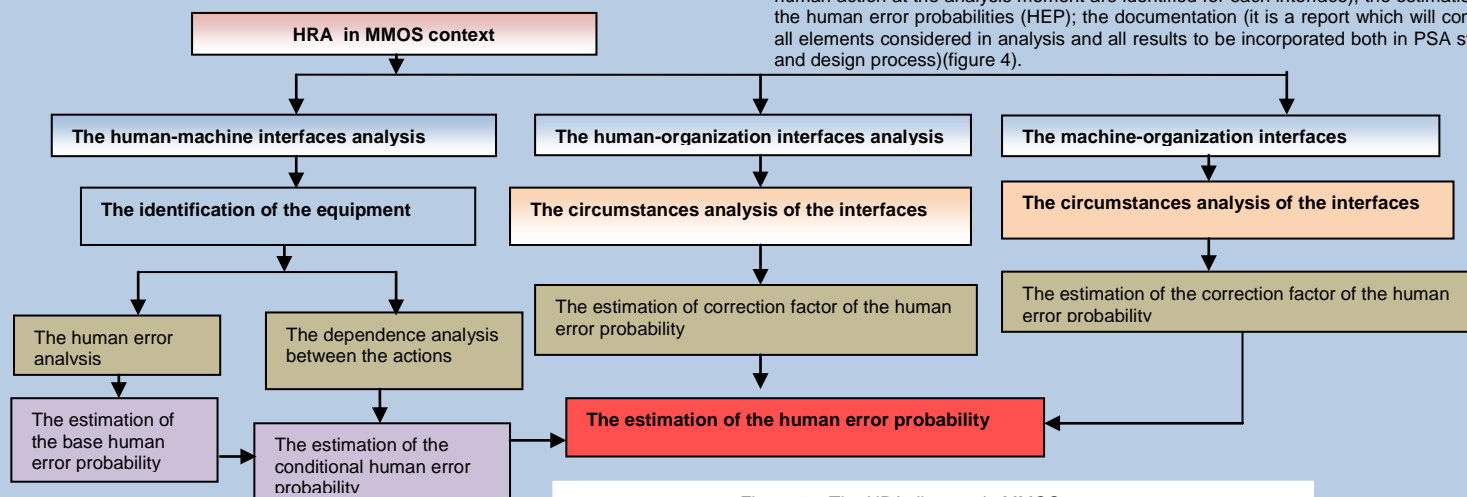 human action at the analysis moment are identified for each interface); the estimation
the human error probabilities (HEP); the documentation (it is a report which will con
all elements considered in analysis and all results to be incorporated both in PSA s
and design process)(figure 4).
HRA in MMOS context
The human-machine interfaces analysis
The human-organization interfaces analysis
The machine-organization interfaces
The identification of the equipment
The circumstances analysis of the interfaces
The circumstances analysis of the interfaces
The human error
analysis
The dependence analysis
between the actions
The estimation of correction factor of the human
error probability
The estimation of the correction factor of the human
error probability
The estimation of
the base human
error probability
The estimation of the
conditional human error
probability
The estimation of the human error probability